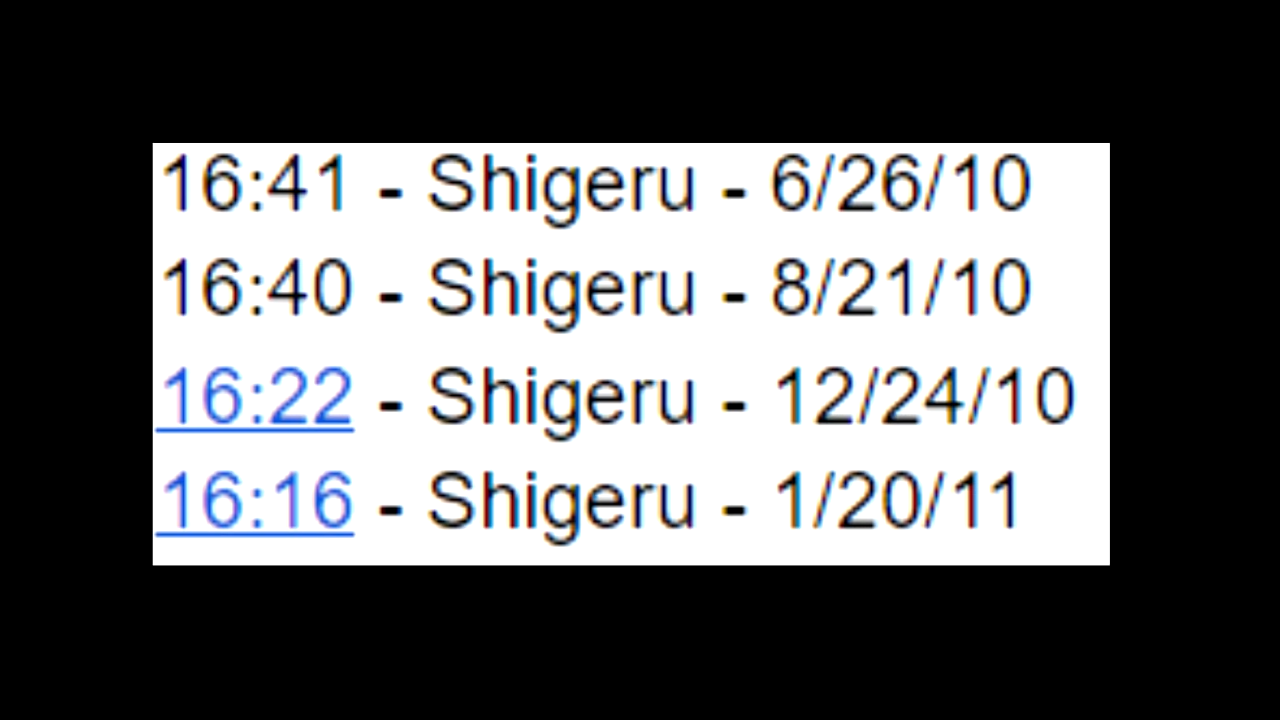 16:41 - Shigeru - 6/26/10
16:40 - Shigeru - 8/21/10
16:22 - Shigeru - 12/24/10
16:16 - Shigeru - 1/20/11